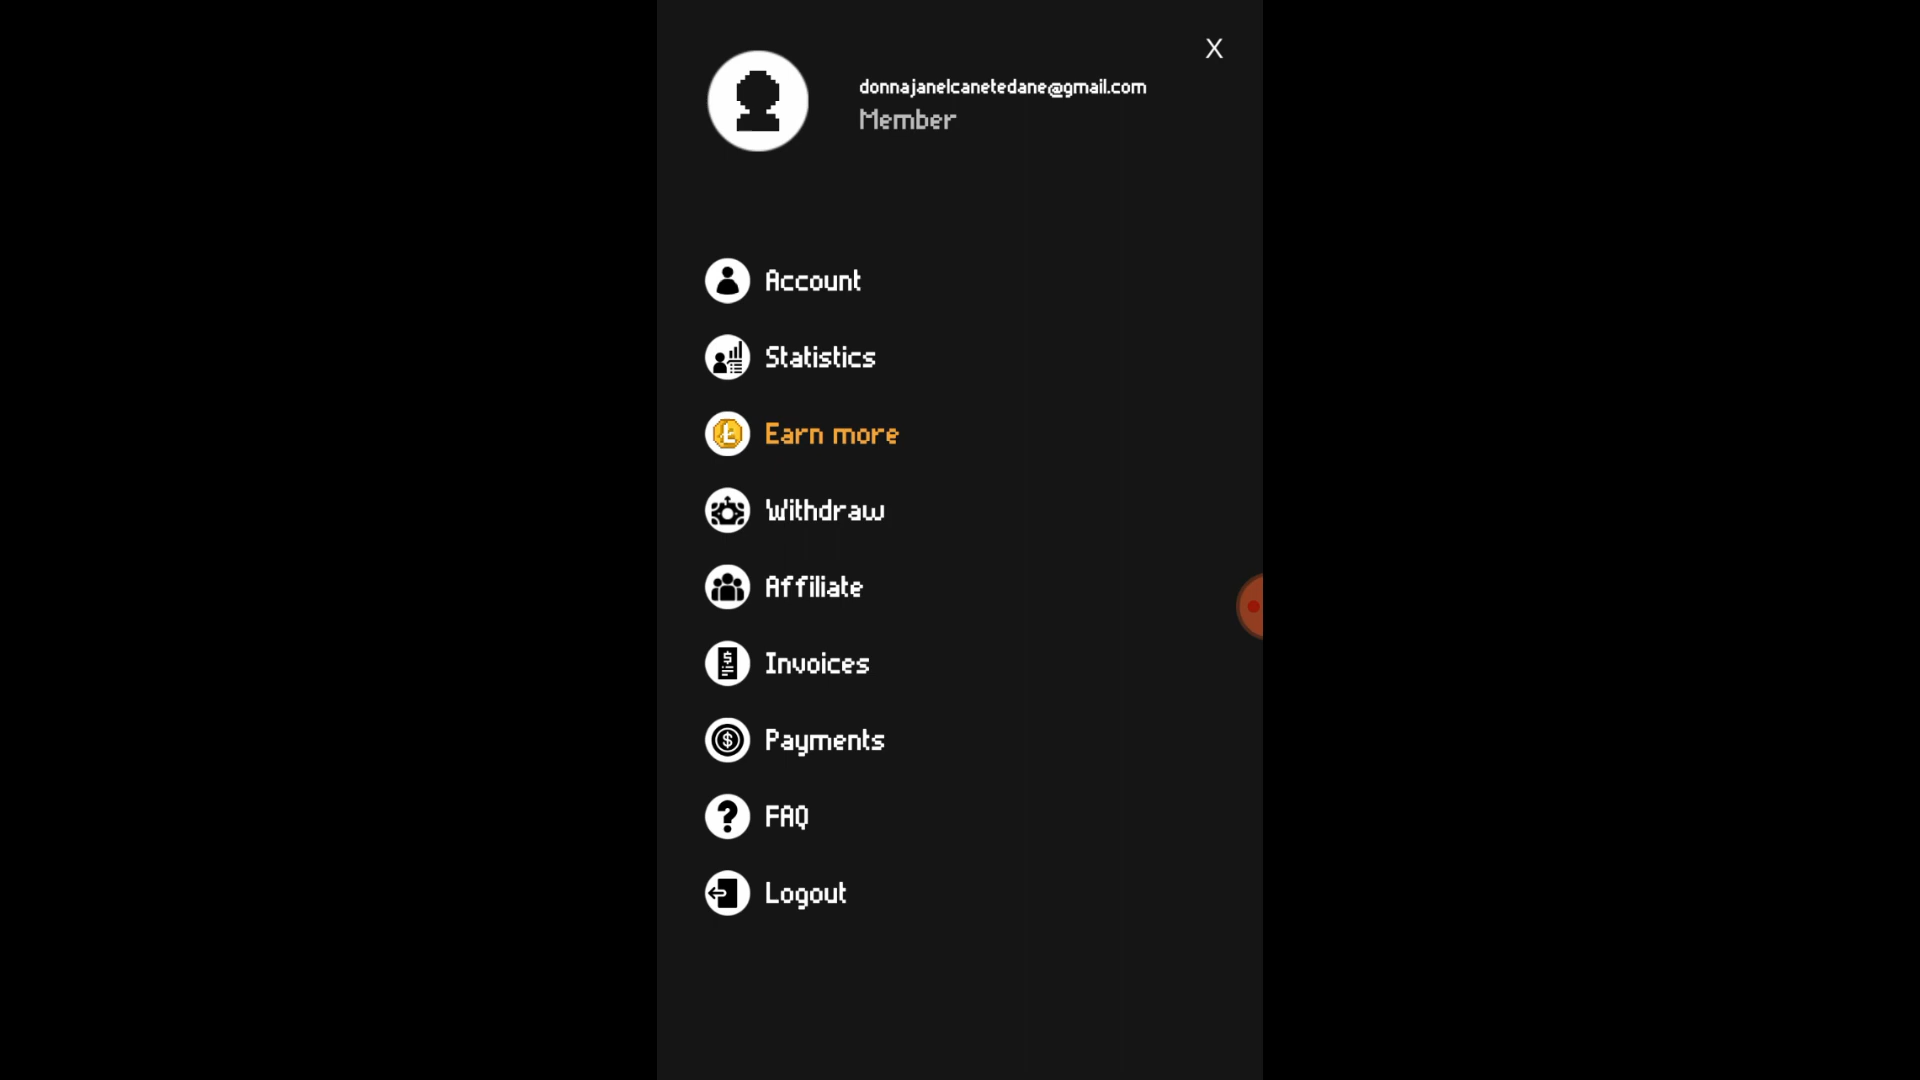 X
donnajanelcanetedane@gmail.com
Member
Account
Statistics
Earn more
Withdraw
Affiliate
Invoices
Payments
FAQ
Logout